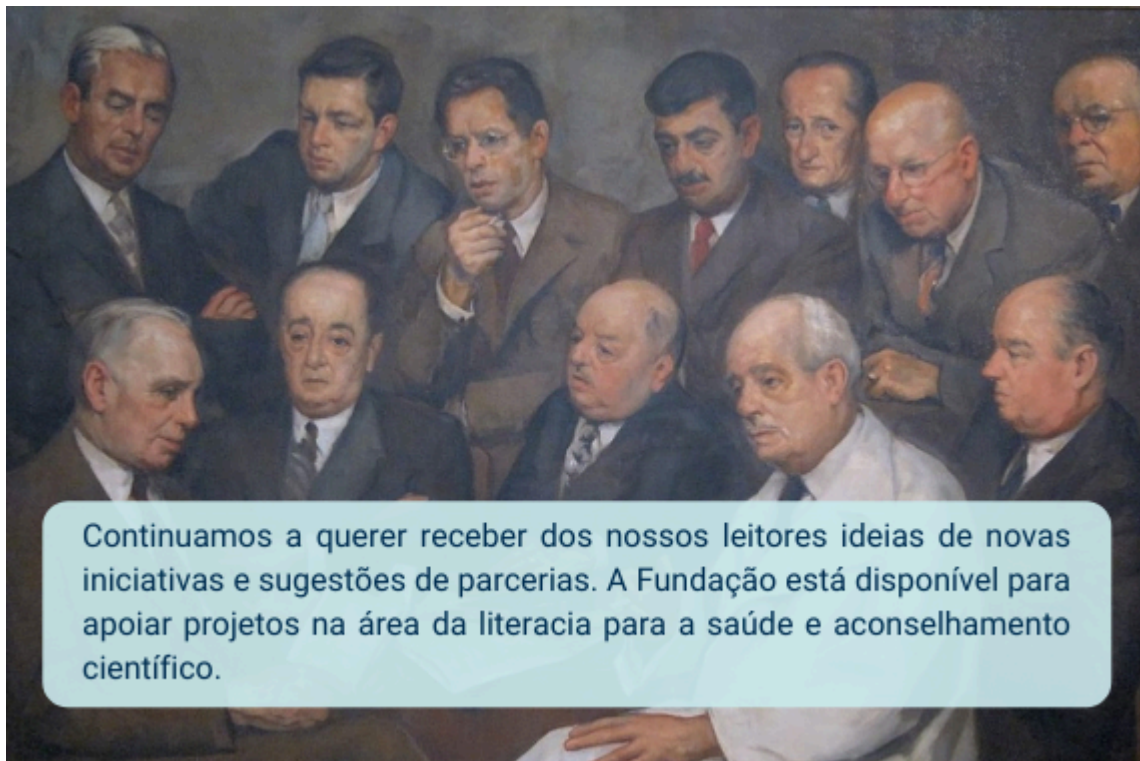 Continuamos a querer receber dos nossos leitores ideias de novas
iniciativas e sugestões de parcerias. A Fundação está disponível para
apoiar projetos na área da literacia para a saúde e aconselhamento
científico.